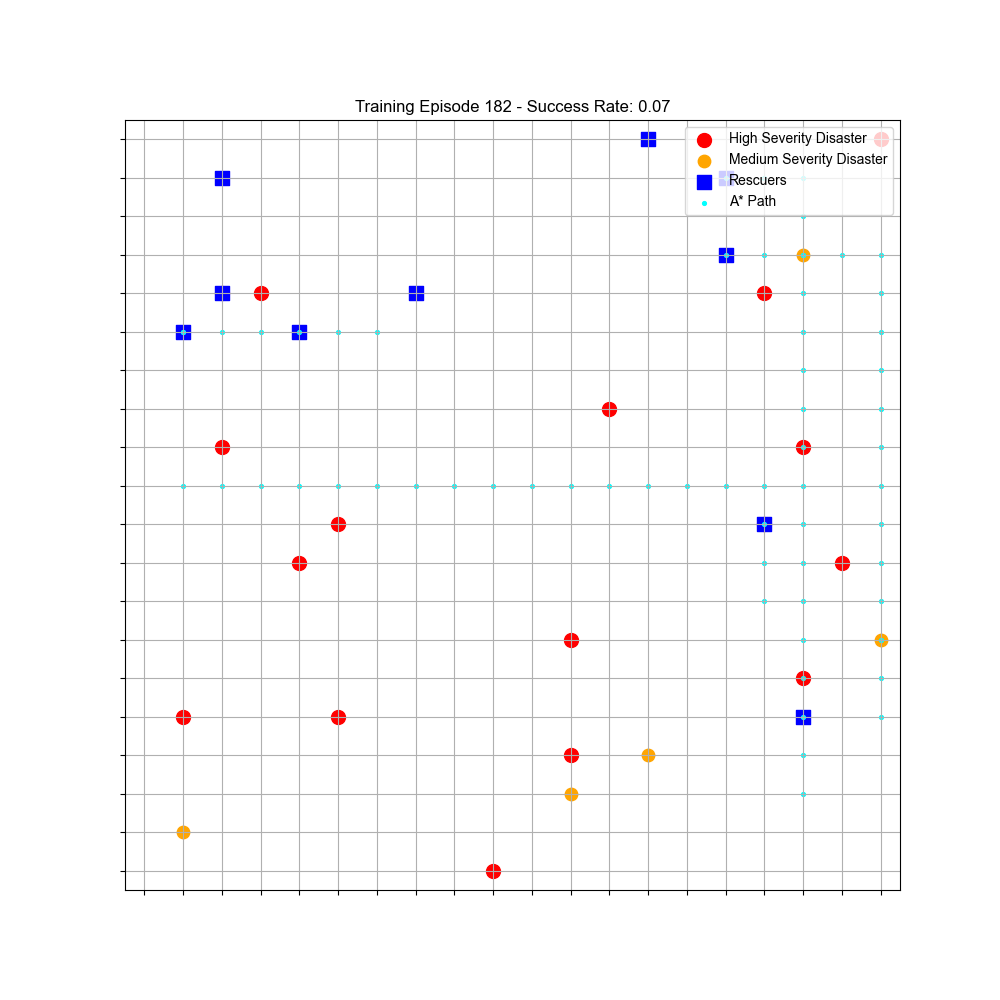 Training Episode 182 - Success Rate: 0.07
High Severity Disaster
Medium Severity Disaster
Rescuers
A* Path